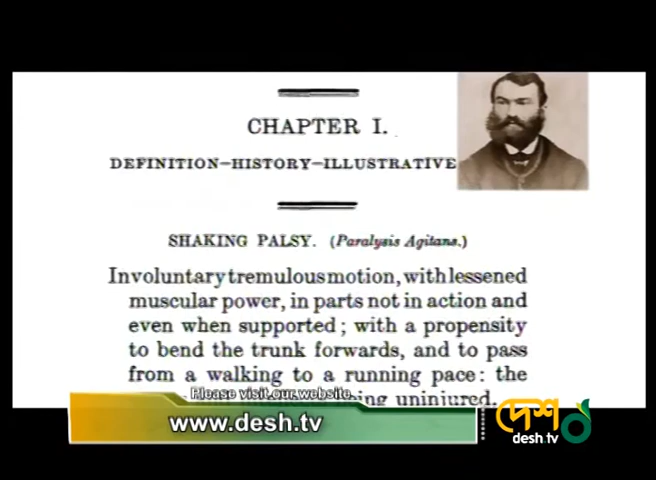 CHAPTER I.
DEFINITION—HISTORY—ILLUSTRATIVE
SHAKING PALSY. (Paralysis Agitans.)
Involuntary tremulous motion, with lessened
muscular power, in parts not in action and
even when supported; with a propensity
to bend the trunk forwards, and to pass
from a walking to a running pace: the
uninjured.
Please visit our website.
www.desh.tv
দেশ
desh tv